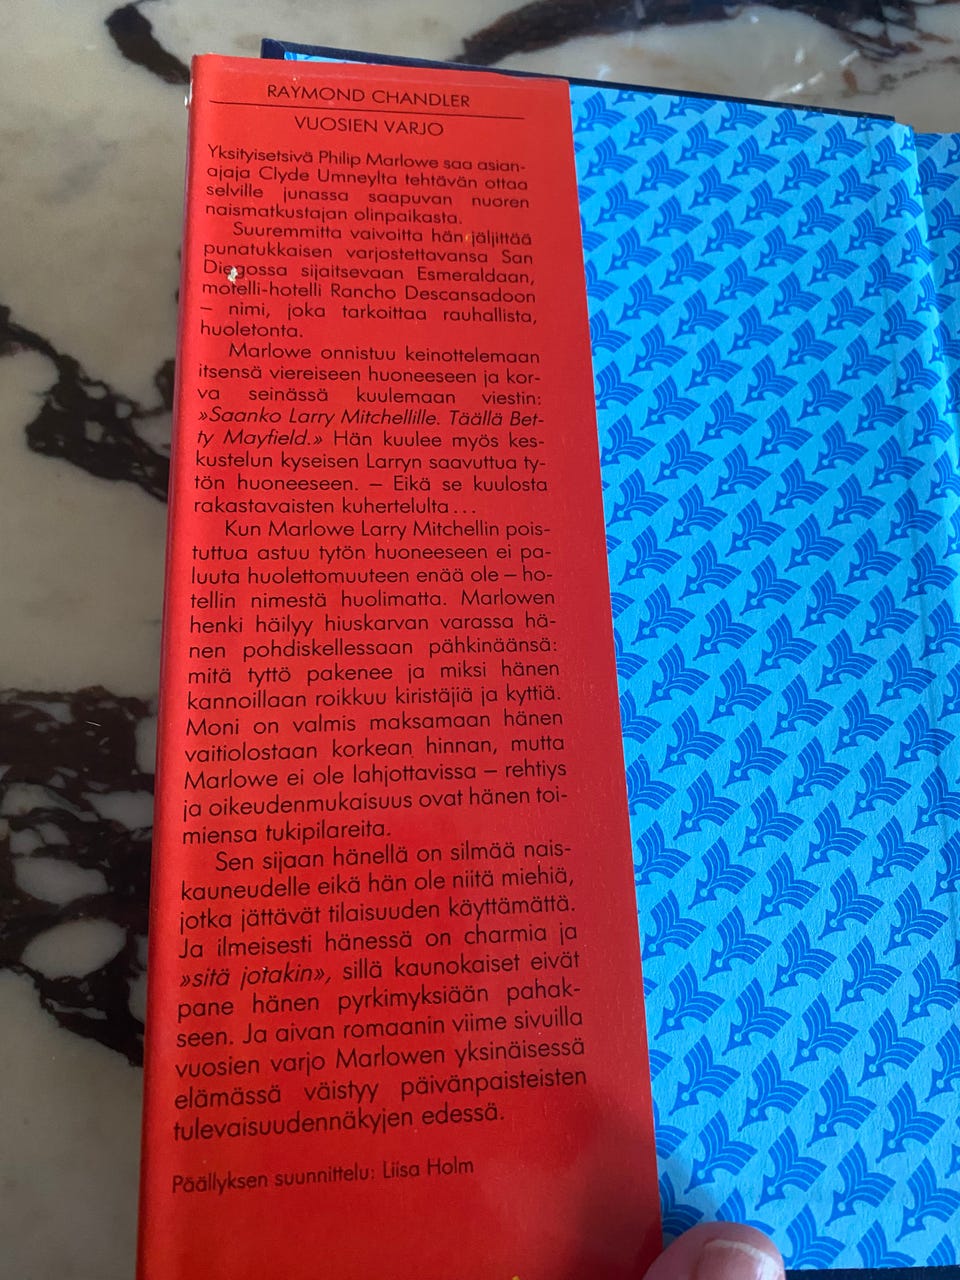 RAYMOND CHANDLER
VUOSIEN VARJO
Yksityisetsivä Philip Marlowe saa asian-
ajaja Clyde Umneylta tehtävän ottaa
selville junassa saapuvan nuoren
naismatkustajan olinpaikasta.
Suuremmitta vaivoitta hän jäljittää
punatukkaisen varjostettavansa San
Diegossa sijaitsevaan Esmeraldaan,
motelli-hotelli Rancho Descansadoon
– nimi, joka tarkoittaa rauhallista,
huoletonta.
Marlowe onnistuu keinottelemaan
itsensä viereiseen huoneeseen ja kor-
va seinässä kuulemaan viestin:
»Saanko Larry Mitchellille. Täällä Bet-
ty Mayfield.» Hän kuulee myös kes-
kustelun kyseisen Larryn saavuttua ty-
tön huoneeseen. – Eikä se kuulosta
rakastavaisten kuhertelulta...
Kun Marlowe Larry Mitchellin pois-
tuttua astuu tytön huoneeseen ei pa-
luuta huolettomuuteen enää ole – ho-
tellin nimestä huolimatta. Marlowen
henki häilyy hiuskarvan varassa hä-
nen pohdiskellessaan pähkinäänsä:
mitä tyttö pakenee ja miksi hänen
kannoillaan roikkuu kiristäjiä ja kyttiä.
Moni on valmis maksamaan hänen
vaitiolostaan korkean hinnan, mutta
Marlowe ei ole lahjottavissa – rehtiys
ja oikeudenmukaisuus ovat hänen toi-
miensa tukipilareita.
Sen sijaan hänellä on silmää nais-
kauneudelle eikä hän ole niitä miehiä,
jotka jättävät tilaisuuden käyttämättä.
Ja ilmeisesti hänessä on charmia ja
»sitä jotakin», sillä kaunokaiset eivät
pane hänen pyrkimyksiään pahak-
seen. Ja aivan romaanin viime sivuilla
vuosien varjo Marlowen yksinäisessä
elämässä väistyy päivänpaisteisten
tulevaisuudennäkyjen edessä.
Päällyksen suunnittelu: Liisa Holm